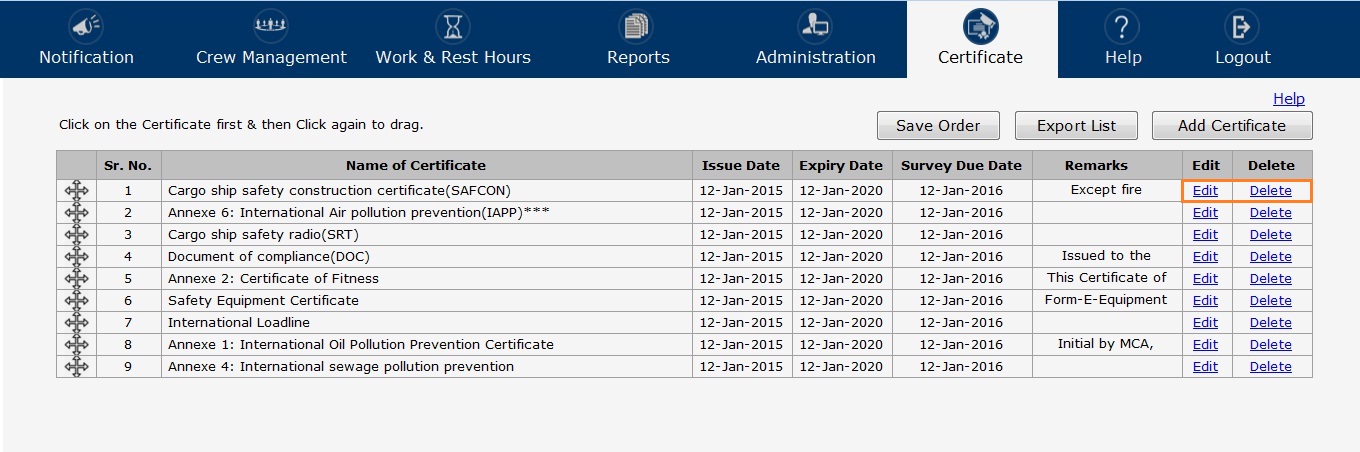 Notification Crew Management Work & Rest Hours Reports Administration Certificate Help Logout
Help
Click on the Certificate first & then Click again to drag. Save Order Export List Add Certificate
Sr. No. Name of Certificate Issue Date Expiry Date Survey Due Date Remarks Edit Delete
1 Cargo ship safety construction certificate(SAFCON) 12-Jan-2015 12-Jan-2020 12-Jan-2016 Except fire Edit Delete
2 Annexe 6: International Air pollution prevention(IAPP)*** 12-Jan-2015 12-Jan-2020 12-Jan-2016 Edit Delete
3 Cargo ship safety radio(SRT) 12-Jan-2015 12-Jan-2020 12-Jan-2016 Edit Delete
4 Document of compliance(DOC) 12-Jan-2015 12-Jan-2020 12-Jan-2016 Issued to the Edit Delete
5 Annexe 2: Certificate of Fitness 12-Jan-2015 12-Jan-2020 12-Jan-2016 This Certificate of Edit Delete
6 Safety Equipment Certificate 12-Jan-2015 12-Jan-2020 12-Jan-2016 Form-E-Equipment Edit Delete
7 International Loadline 12-Jan-2015 12-Jan-2020 12-Jan-2016 Edit Delete
8 Annexe 1: International Oil Pollution Prevention Certificate 12-Jan-2015 12-Jan-2020 12-Jan-2016 Initial by MCA, Edit Delete
9 Annexe 4: International sewage pollution prevention 12-Jan-2015 12-Jan-2020 12-Jan-2016 Edit Delete